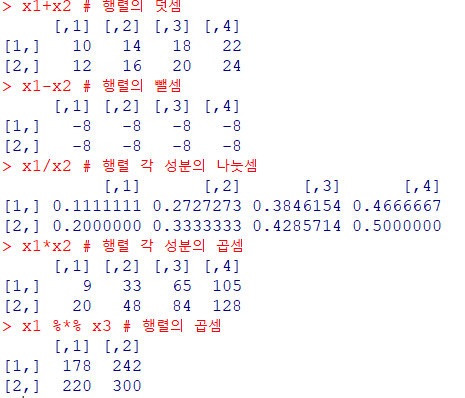 > x1+x2 # 행렬의 덧셈
     [,1] [,2] [,3] [,4]
[1,]   10   14   18   22
[2,]   12   16   20   24
> x1-x2 # 행렬의 뺄셈
     [,1] [,2] [,3] [,4]
[1,]   -8   -8   -8   -8
[2,]   -8   -8   -8   -8
> x1/x2 # 행렬 각 성분의 나눗셈
          [,1]      [,2]      [,3]      [,4]
[1,] 0.1111111 0.2727273 0.3846154 0.4666667
[2,] 0.2000000 0.3333333 0.4285714 0.5000000
> x1*x2 # 행렬 각 성분의 곱셈
     [,1] [,2] [,3] [,4]
[1,]    9   33   65  105
[2,]   20   48   84  128
> x1 %*% x3 # 행렬의 곱셈
     [,1] [,2]
[1,]  178  242
[2,]  220  300